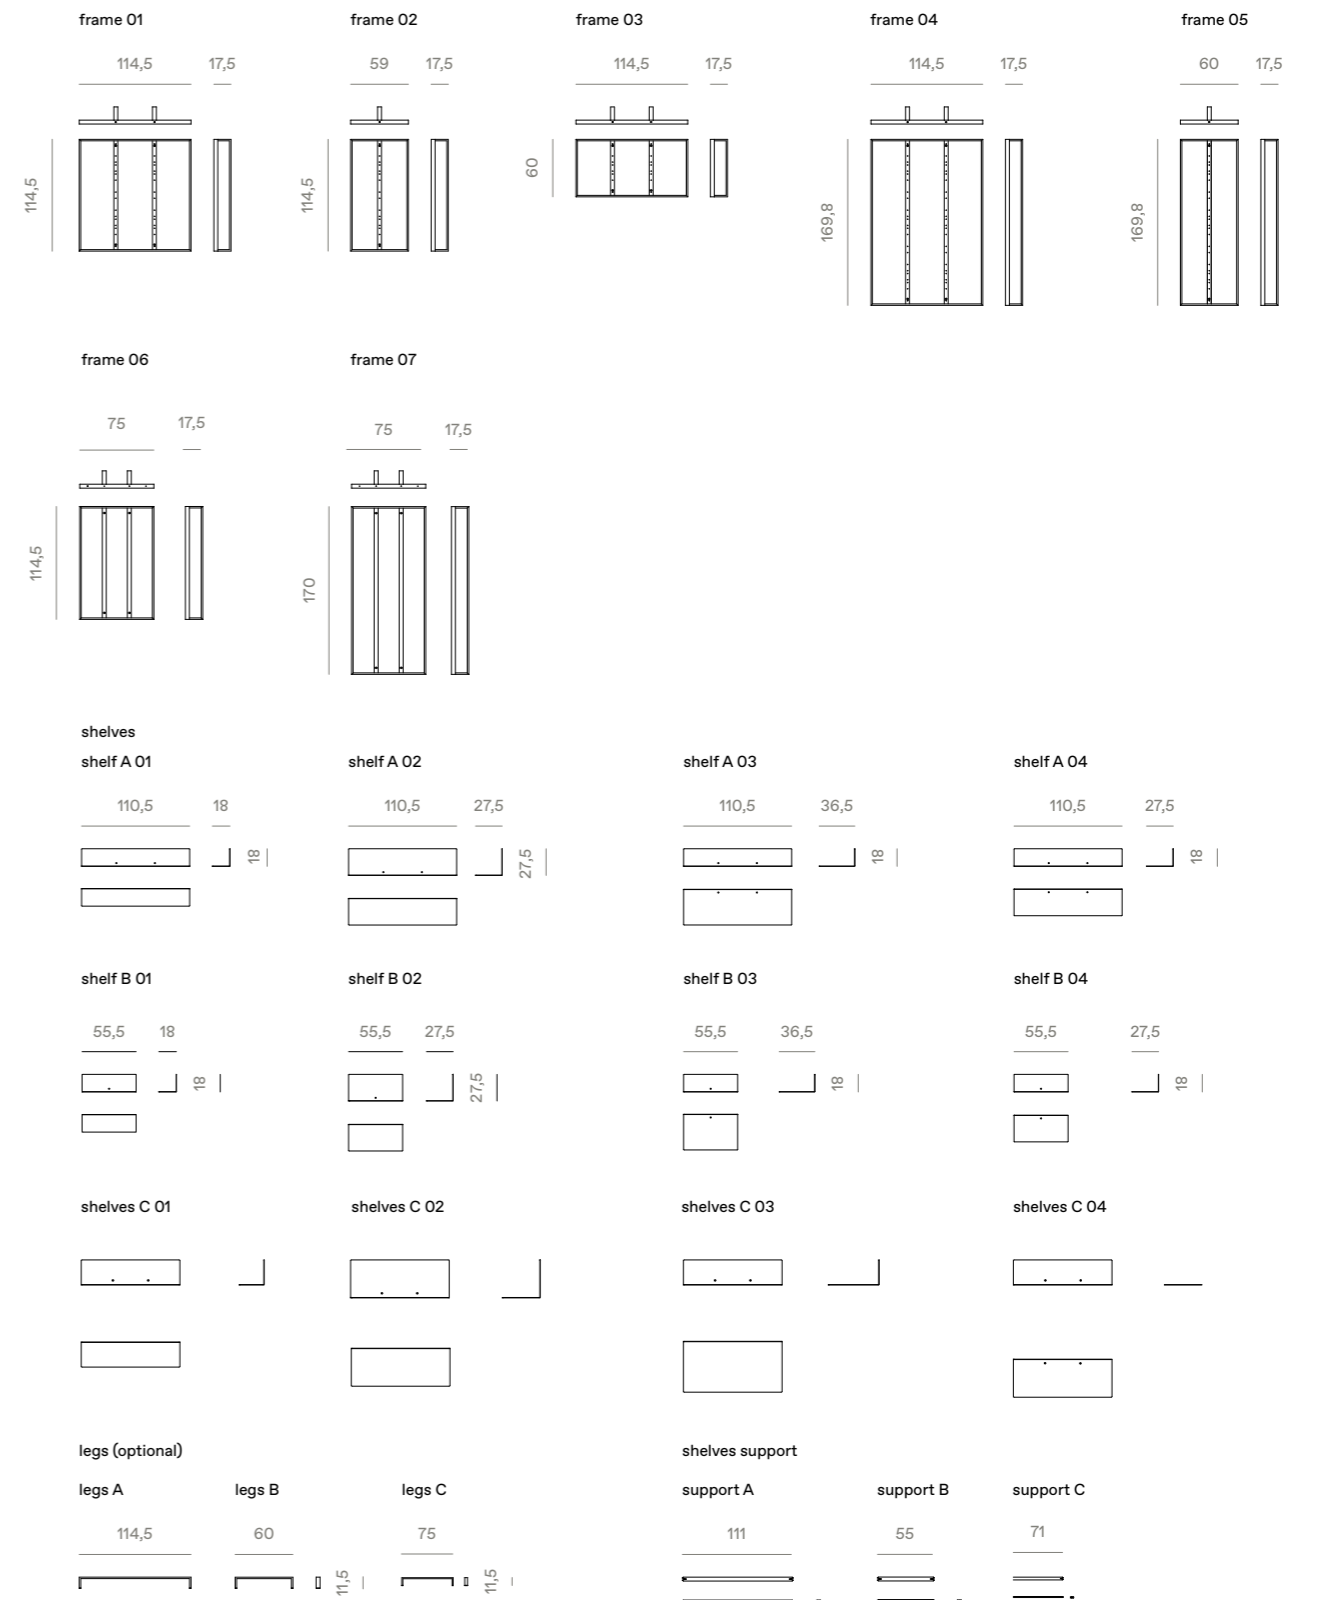 frame 01 frame 02 frame 03 frame 04 frame 05
114,5 17,5 59 17,5 114,5 17,5 114,5 17,5 60 17,5
114,5 114,5 60 169,8 169,8
frame 06 frame 07
75 17,5 75 17,5
114,5 170
shelves
shelf A 01 shelf A 02 shelf A 03 shelf A 04
110,5 18 110,5 27,5 110,5 36,5 110,5 27,5
18 27,5 18 18
shelf B 01 shelf B 02 shelf B 03 shelf B 04
55,5 18 55,5 27,5 55,5 36,5 55,5 27,5
18 27,5 18 18
shelves C 01 shelves C 02 shelves C 03 shelves C 04
legs (optional) shelves support
legs A legs B legs C support A support B support C
114,5 60 75 111 55 71
11,5 11,5